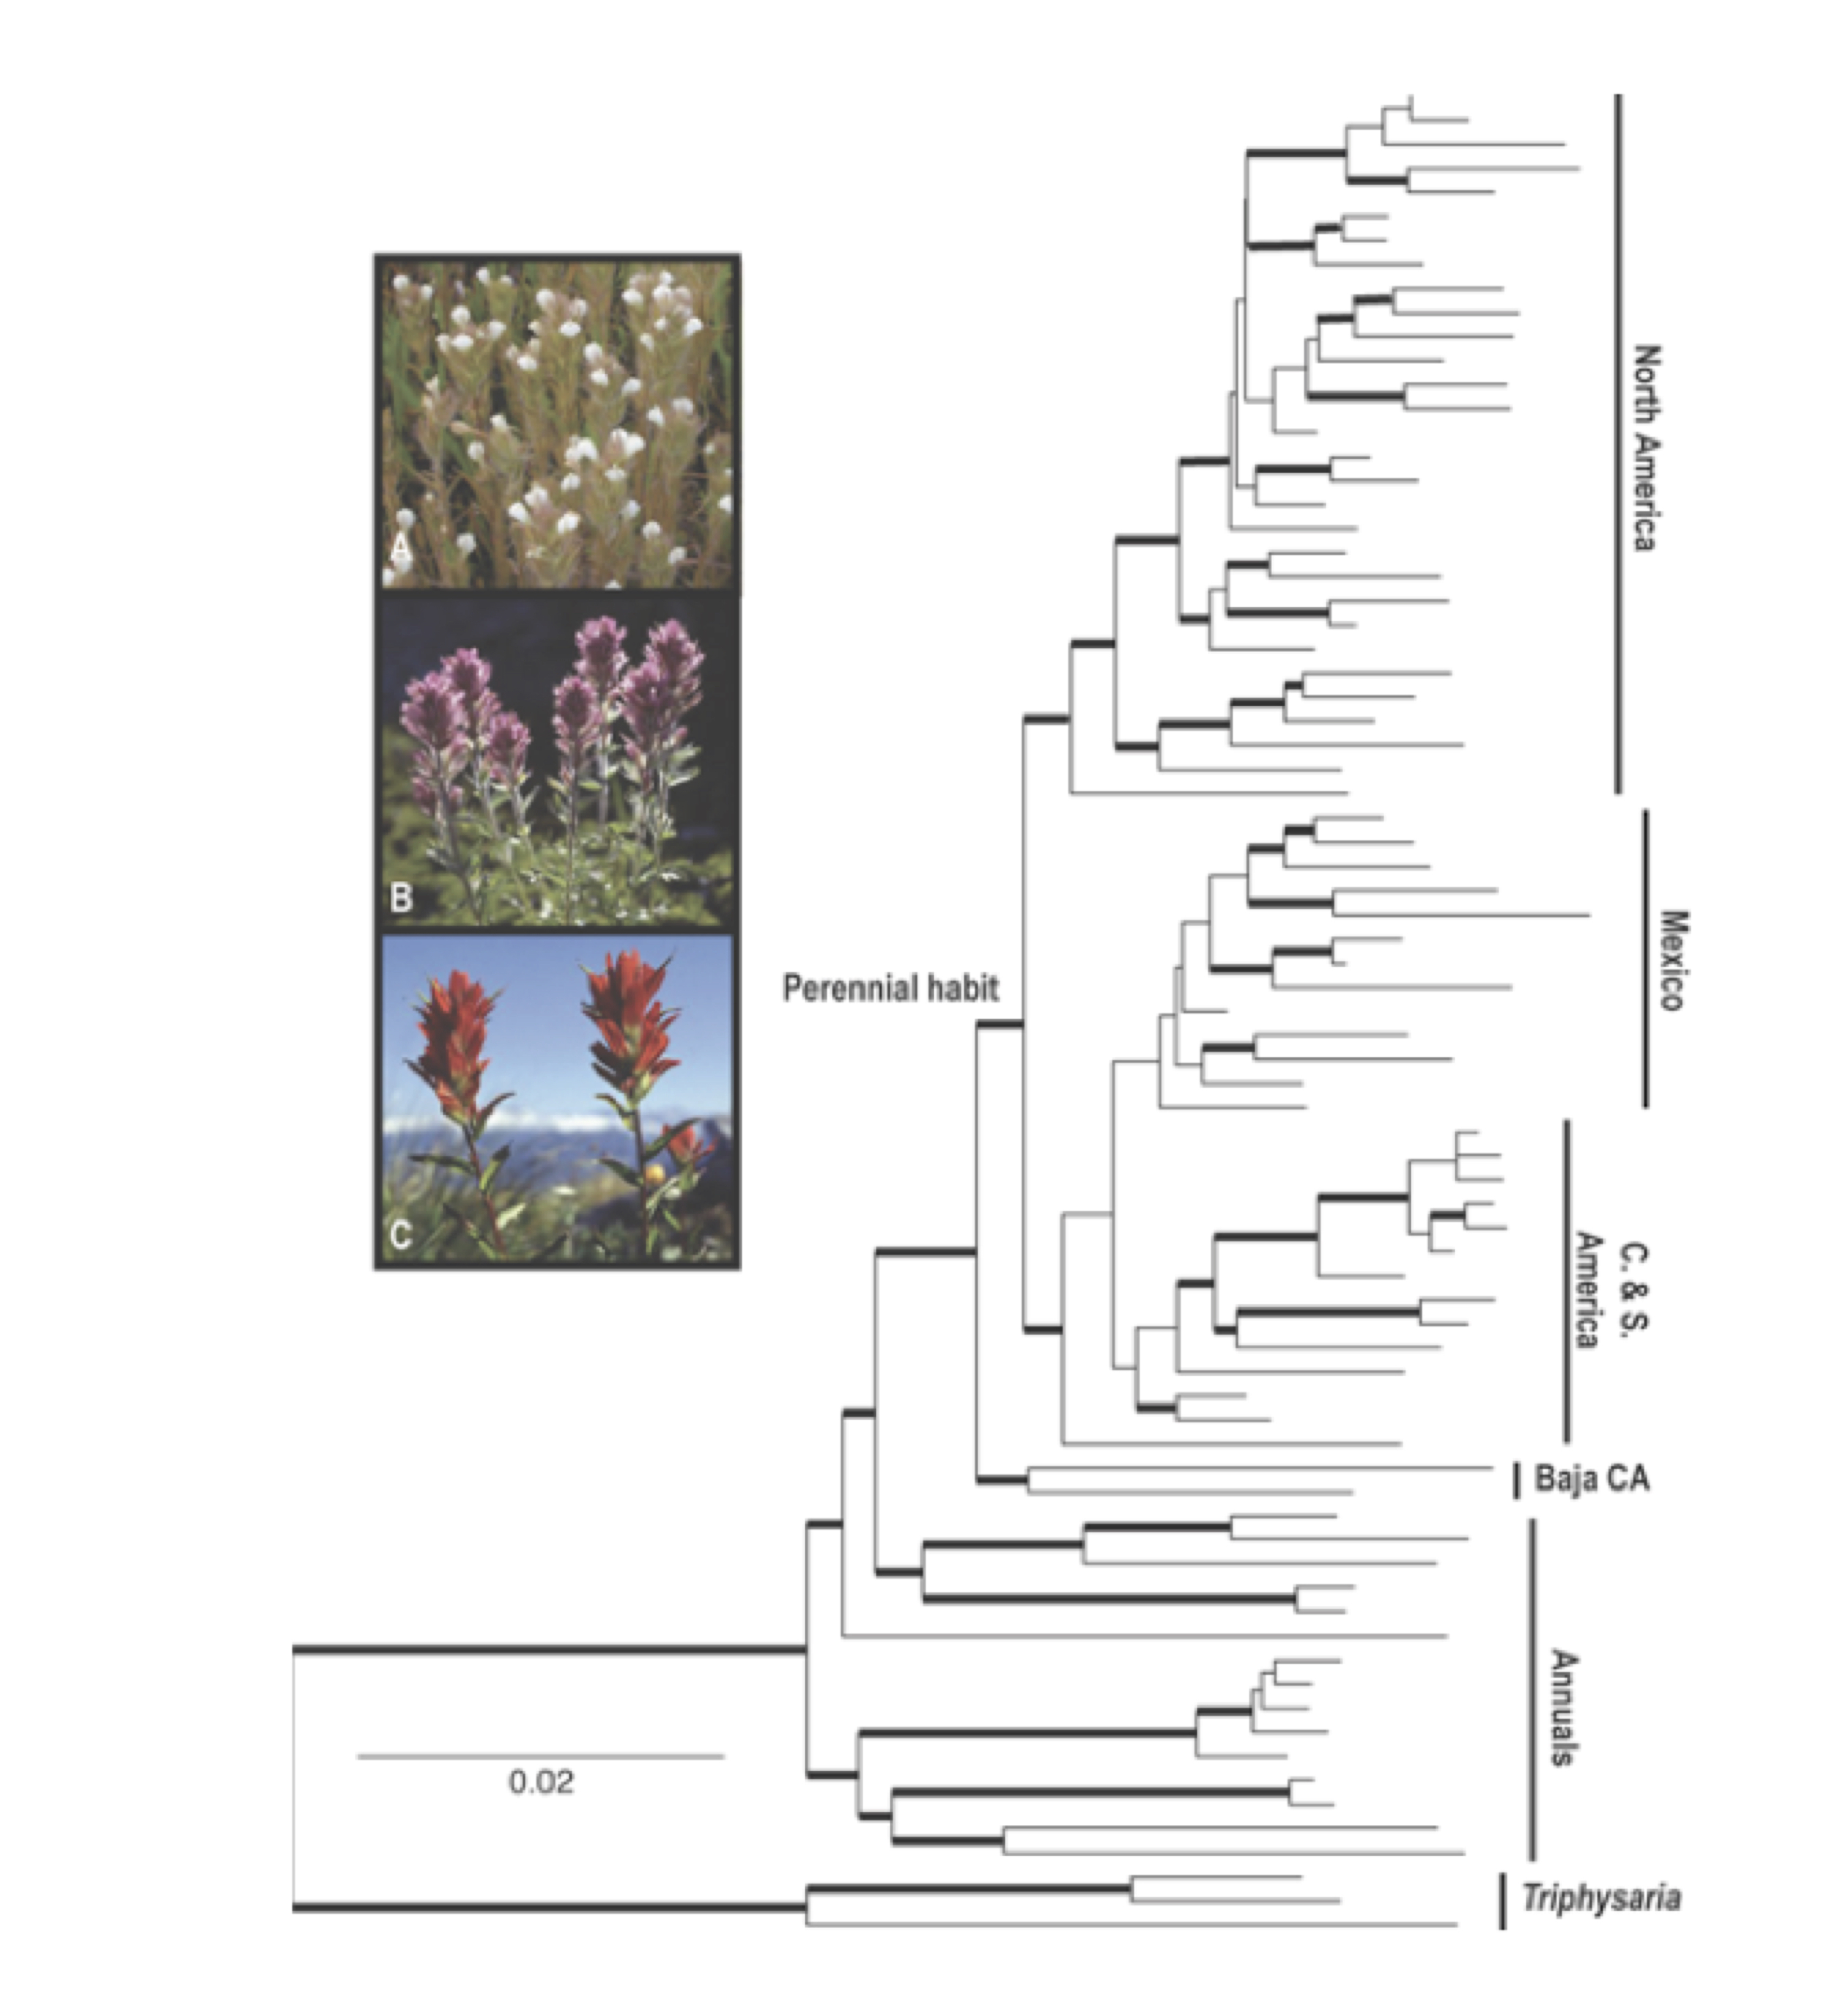 North America
A
B
Perennial habit
Mexico
C
C. & S.
America
Baja CA
Annuals
0.02
Triphysaria